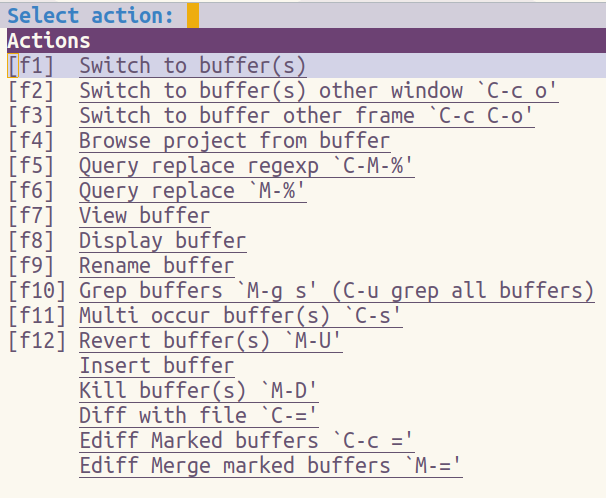 Select action:
Actions
[f1]  Switch to buffer(s)
[f2]  Switch to buffer(s) other window `C-c o'
[f3]  Switch to buffer other frame `C-c C-o'
[f4]  Browse project from buffer
[f5]  Query replace regexp `C-M-%'
[f6]  Query replace `M-%'
[f7]  View buffer
[f8]  Display buffer
[f9]  Rename buffer
[f10] Grep buffers `M-g s' (C-u grep all buffers)
[f11] Multi occur buffer(s) `C-s'
[f12] Revert buffer(s) `M-U'
Insert buffer
Kill buffer(s) `M-D'
Diff with file `C-='
Ediff Marked buffers `C-c ='
Ediff Merge marked buffers `M-='